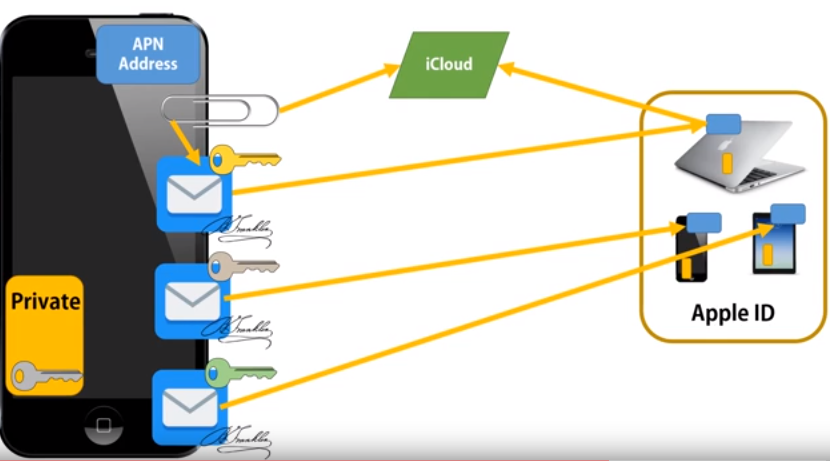 APN
Address
iCloud
Private
Apple ID